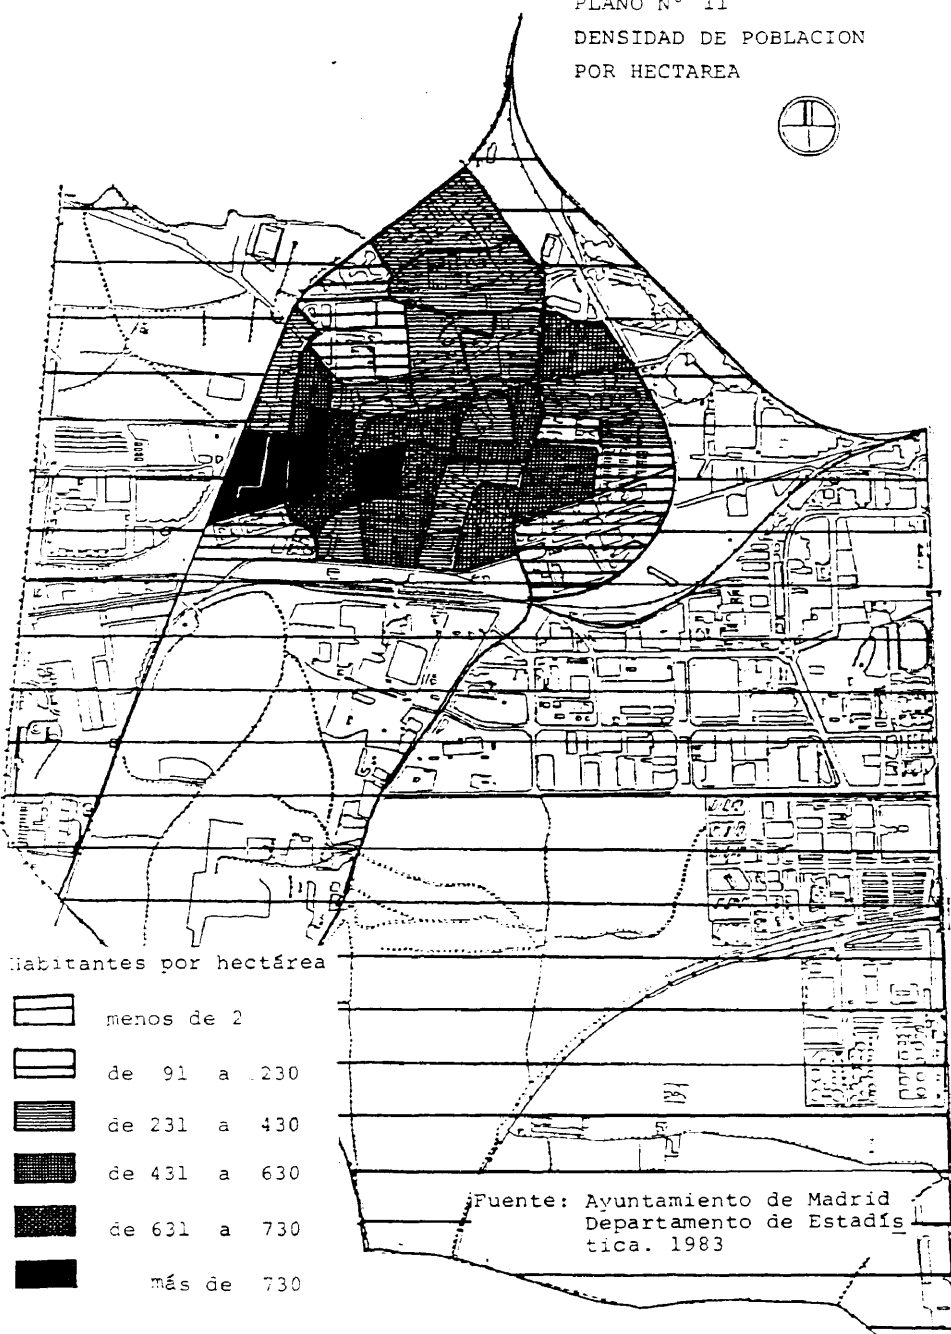 PLANO Nº 11
DENSIDAD DE POBLACION
POR HECTAREA
Habitantes por hectárea
menos de 2
de 91 a 230
de 231 a 430
de 431 a 630
de 631 a 730
más de 730
Fuente: Ayuntamiento de Madrid
Departamento de Estadís
tica. 1983